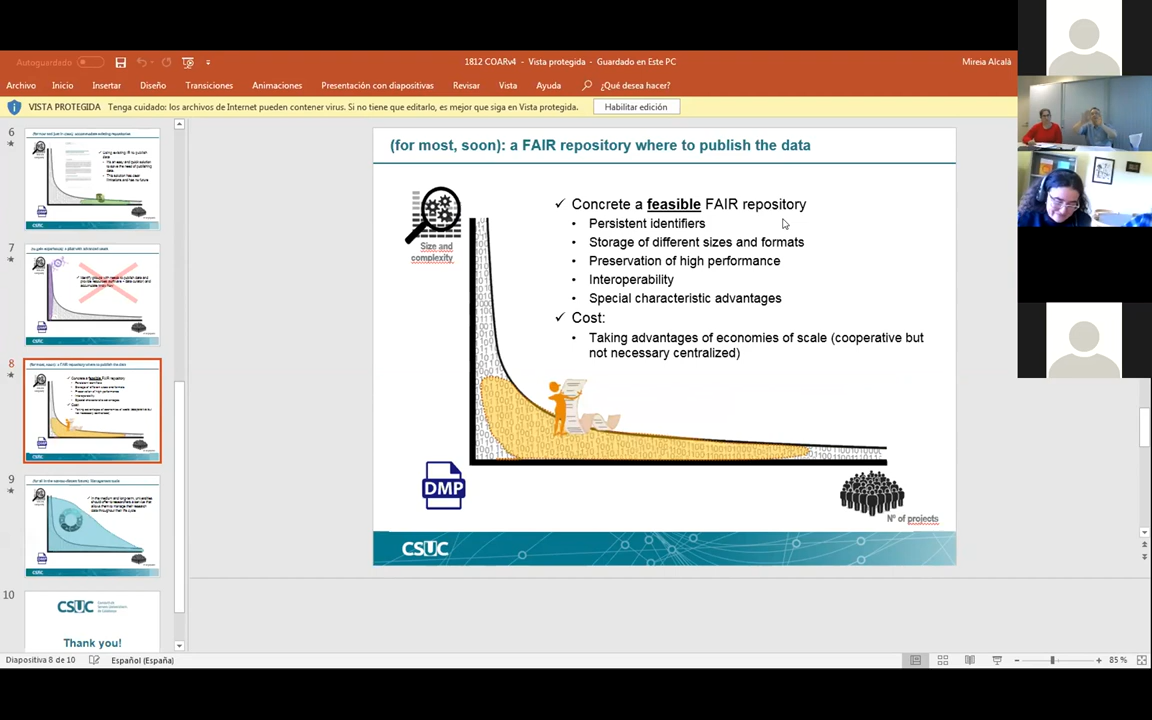 Autoguardado
1812 COARv4 - Vista protegida - Guardado en Este PC
Mireia Alcalá
Archivo Inicio Insertar Diseño Transiciones Animaciones Presentación con diapositivas Revisar Vista Ayuda ¿Qué desea hacer?
VISTA PROTEGIDA Tenga cuidado: los archivos de Internet pueden contener virus. Si no tiene que editarlo, es mejor que siga en Vista protegida. Habilitar edición
6
7
8
9
10
CSUC
Thank you!
(for most, soon): a FAIR repository where to publish the data
Size and
complexity
✓ Concrete a feasible FAIR repository
• Persistent identifiers
• Storage of different sizes and formats
• Preservation of high performance
• Interoperability
• Special characteristic advantages
✓ Cost:
• Taking advantages of economies of scale (cooperative but
not necessary centralized)
DMP
Nº of projects
CSUC
Diapositiva 8 de 10 Español (España) 85 %